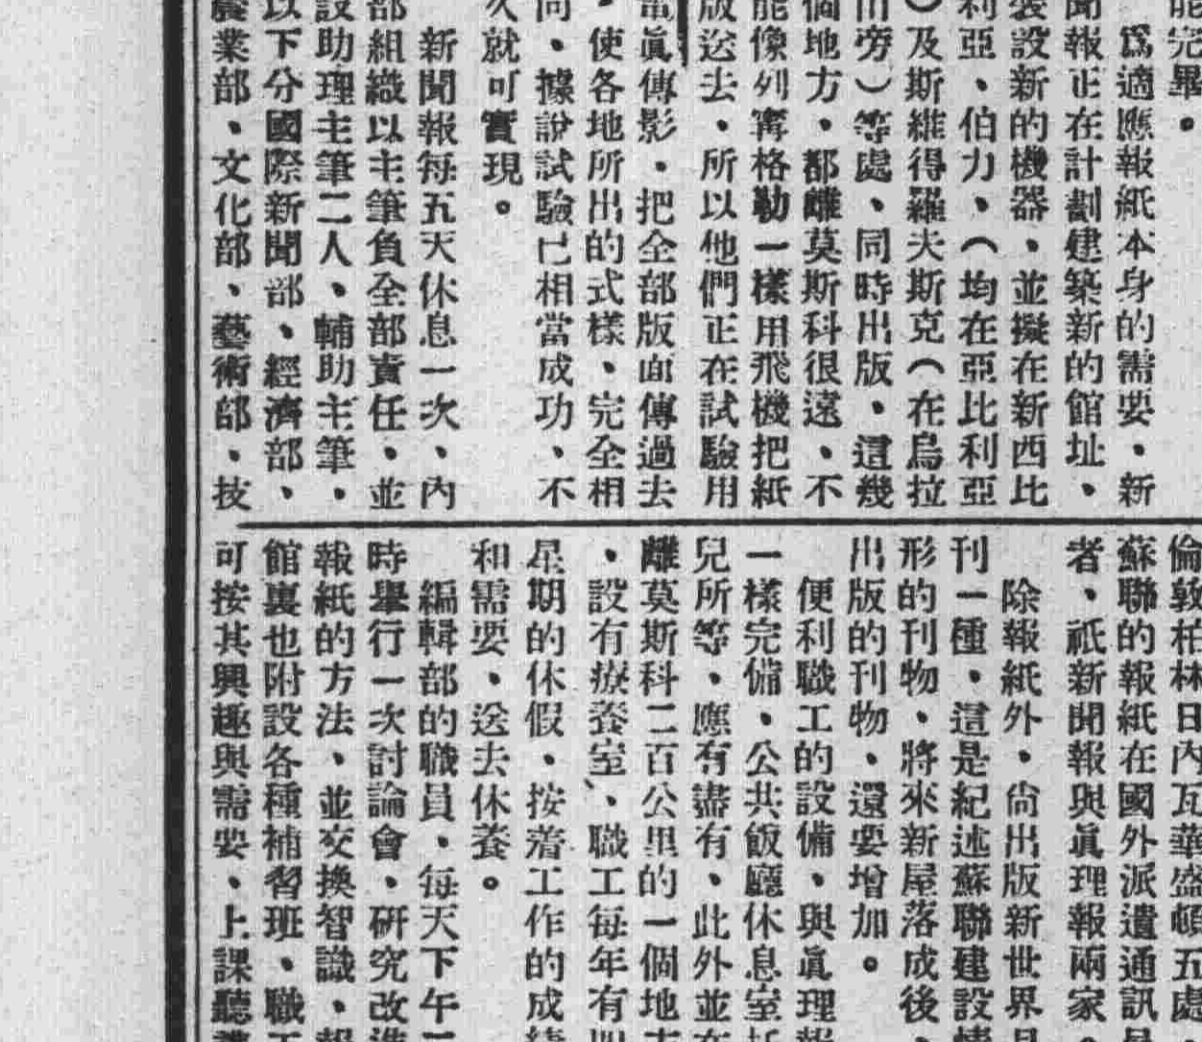 能完畢。
爲適應報紙本身的需要、新
聞報正在計劃建築新的館址、
裝設新的機器、並擬在新西比
利亞、伯力、（均在亞比利亞
）及斯維得羅夫斯克（在烏拉
山旁）等處、同時出版、這幾
個地方、都離莫斯科很遠、不
能像列寗格勒一樣用飛機把紙
版送去、所以他們正在試驗用
電眞傳影、把全部版面傳過去
、使各地所出的式樣、完全相
同、據說試驗已相當成功、不
久就可實現。
新聞報每五天休息一次、內
部組織以主筆負全部責任、並
設助理主筆二人、輔助主筆、
以下分國際新聞部、經濟部、
農業部、文化部、藝術部、技
倫敦柏林日內瓦華盛頓五處、
蘇聯的報紙在國外派遣通訊員
者、祇新聞報與眞理報兩家。
除報紙外、尙出版新世界月
刊一種、這是紀述蘇聯建設情
形的刊物、將來新屋落成後、
出版的刊物、還要增加。
便利職工的設備、與眞理報
一樣完備、公共飯廳休息室托
兒所等、應有盡有、此外並在
離莫斯科二百公里的一個地方
、設有療養室、職工每年有四
星期的休假、按着工作的成績
和需要、送去休養。
編輯部的職員、每天下午二
時舉行一次討論會、研究改進
報紙的方法、並交換智識、報
館裏也附設各種補習班、職工
可按其興趣與需要、上課聽講